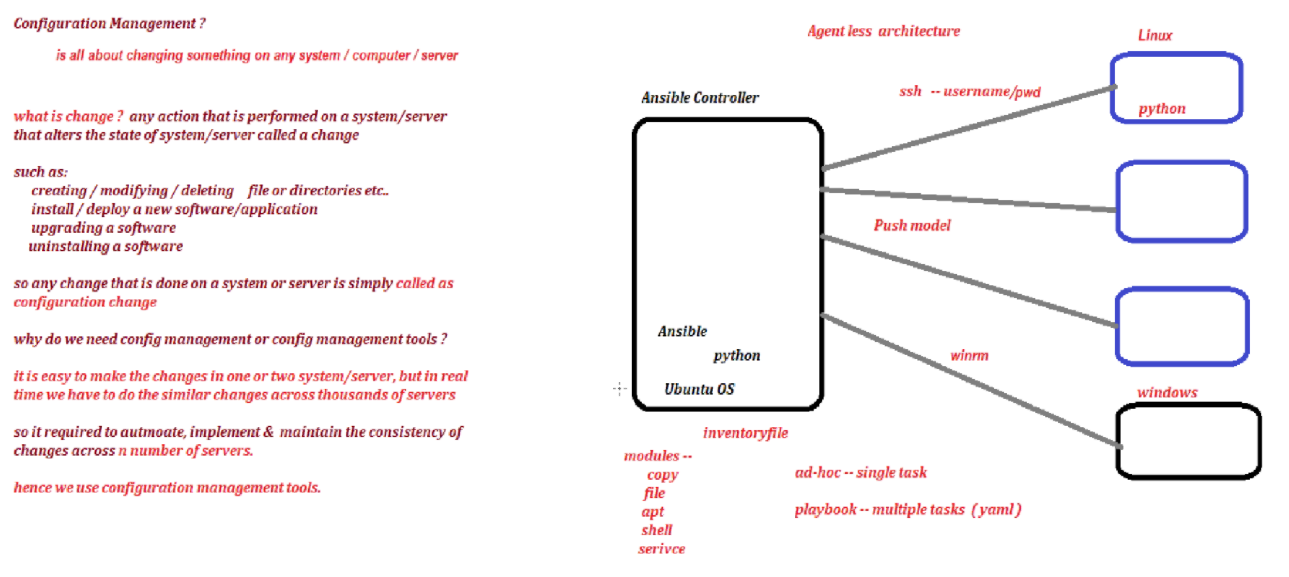 Configuration Management ?
is all about changing something on any system / computer / server
what is change ? any action that is performed on a system/server
that alters the state of system/server called a change
such as:
creating / modifying / deleting file or directories etc..
install / deploy a new software/application
upgrading a software
uninstalling a software
so any change that is done on a system or server is simply called as
configuration change
why do we need config management or config management tools ?
it is easy to make the changes in one or two system/server, but in real
time we have to do the similar changes across thousands of servers
so it required to autmoate, implement & maintain the consistency of
changes across n number of servers.
hence we use configuration management tools.
Agent less architecture
Linux
ssh -- username/pwd
Ansible Controller
python
Push model
Ansible
python
Ubuntu OS
winrm
windows
inventoryfile
modules --
copy
file
apt
shell
serivce
ad-hoc -- single task
playbook -- multiple tasks ( yaml )